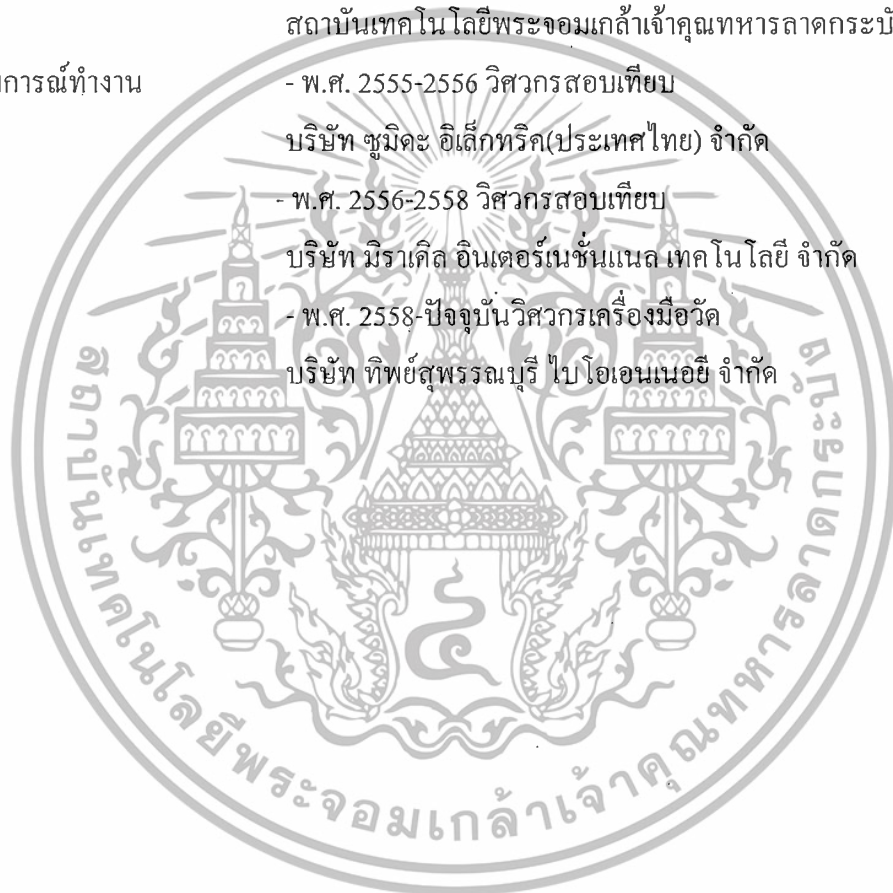 สถาบันเทคโนโลยีพระจอมเกล้าเจ้าคุณทหารลาดกระบั
การณ์ทำงาน - พ.ศ. 2555-2556 วิศวกรสอบเทียบ
บริษัท ซูมิดะ อิเล็กทริค(ประเทศไทย) จำกัด
- พ.ศ. 2556-2558 วิศวกรสอบเทียบ
บริษัท มิราเคิล อินเตอร์เนชั่นแนล เทคโนโลยี จำกัด
- พ.ศ. 2558-ปัจจุบันวิศวกรเครื่องมือวัด
บริษัท ทิพย์สุพรรณบุรี ไบโอเอนเนอยี จำกัด
สถาบันเทคโนโลยีพระจอมเกล้าเจ้าคุณทหารลาดกระบัง
๔